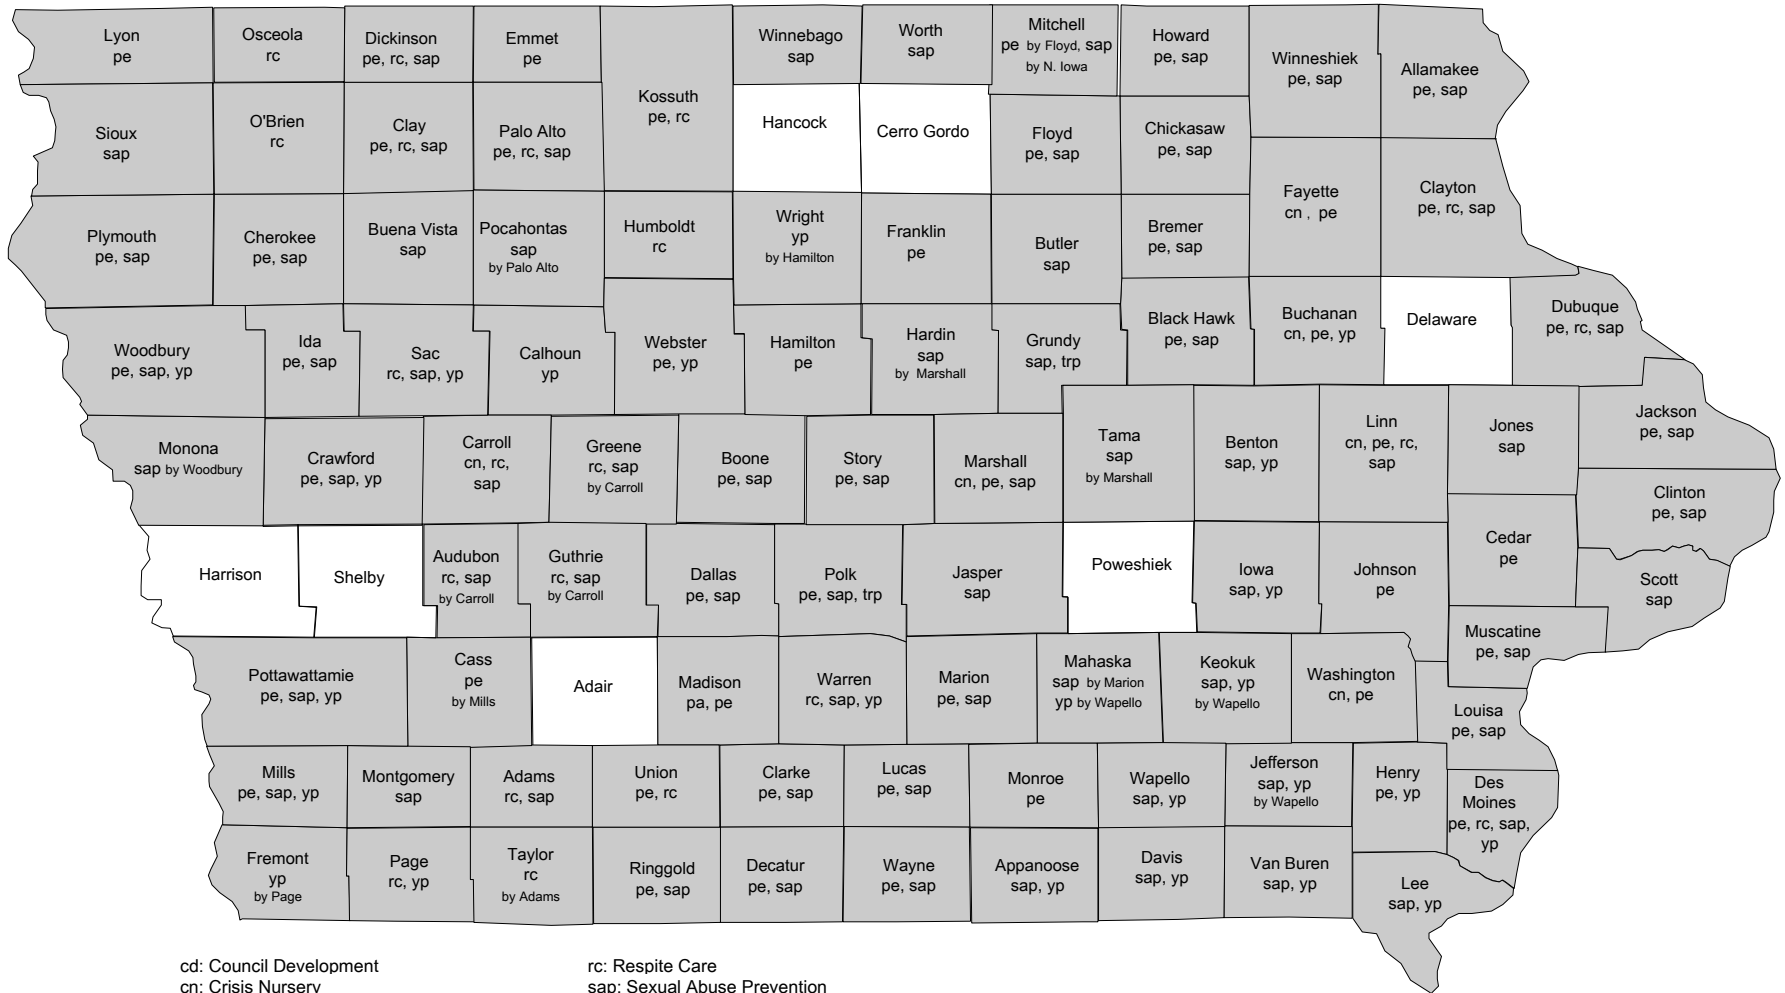 Lyon
pe
Osceola
rc
Dickinson
pe, rc, sap
Emmet
pe
Kossuth
pe, rc
Winnebago
sap
Worth
sap
Mitchell
pe by Floyd, sap
by N. Iowa
Howard
pe, sap
Winneshiek
pe, sap
Allamakee
pe, sap
Sioux
sap
O'Brien
rc
Clay
pe, rc, sap
Palo Alto
pe, rc, sap
Hancock
Cerro Gordo
Floyd
pe, sap
Chickasaw
pe, sap
Fayette
cn , pe
Clayton
pe, rc, sap
Plymouth
pe, sap
Cherokee
pe, sap
Buena Vista
sap
Pocahontas
sap
by Palo Alto
Humboldt
rc
Wright
yp
by Hamilton
Franklin
pe
Butler
sap
Bremer
pe, sap
Woodbury
pe, sap, yp
Ida
pe, sap
Sac
rc, sap, yp
Calhoun
yp
Webster
pe, yp
Hamilton
pe
Hardin
sap
by Marshall
Grundy
sap, trp
Black Hawk
pe, sap
Buchanan
cn, pe, yp
Delaware
Dubuque
pe, rc, sap
Monona
sap by Woodbury
Crawford
pe, sap, yp
Carroll
cn, rc,
sap
Greene
rc, sap
by Carroll
Boone
pe, sap
Story
pe, sap
Marshall
cn, pe, sap
Tama
sap
by Marshall
Benton
sap, yp
Linn
cn, pe, rc,
sap
Jones
sap
Jackson
pe, sap
Clinton
pe, sap
Harrison
Shelby
Audubon
rc, sap
by Carroll
Guthrie
rc, sap
by Carroll
Dallas
pe, sap
Polk
pe, sap, trp
Jasper
sap
Poweshiek
Iowa
sap, yp
Johnson
pe
Cedar
pe
Scott
sap
Muscatine
pe, sap
Pottawattamie
pe, sap, yp
Cass
pe
by Mills
Adair
Madison
pa, pe
Warren
rc, sap, yp
Marion
pe, sap
Mahaska
sap by Marion
yp by Wapello
Keokuk
sap, yp
by Wapello
Washington
cn, pe
Louisa
pe, sap
Mills
pe, sap, yp
Montgomery
sap
Adams
rc, sap
Union
pe, rc
Clarke
pe, sap
Lucas
pe, sap
Monroe
pe
Wapello
sap, yp
Jefferson
sap, yp
by Wapello
Henry
pe, yp
Des
Moines
pe, rc, sap,
yp
Fremont
yp
by Page
Page
rc, yp
Taylor
rc
by Adams
Ringgold
pe, sap
Decatur
pe, sap
Wayne
pe, sap
Appanoose
sap, yp
Davis
sap, yp
Van Buren
sap, yp
Lee
sap, yp
cd: Council Development
cn: Crisis Nursery
rc: Respite Care
sap: Sexual Abuse Prevention